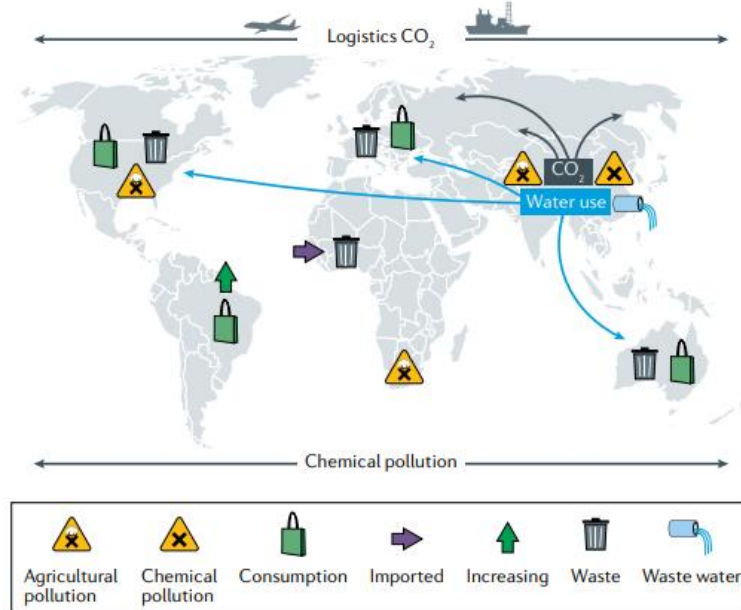 Logistics CO₂
CO₂
Water use
Chemical pollution
Agricultural pollution
Chemical pollution
Consumption
Imported
Increasing
Waste
Waste water